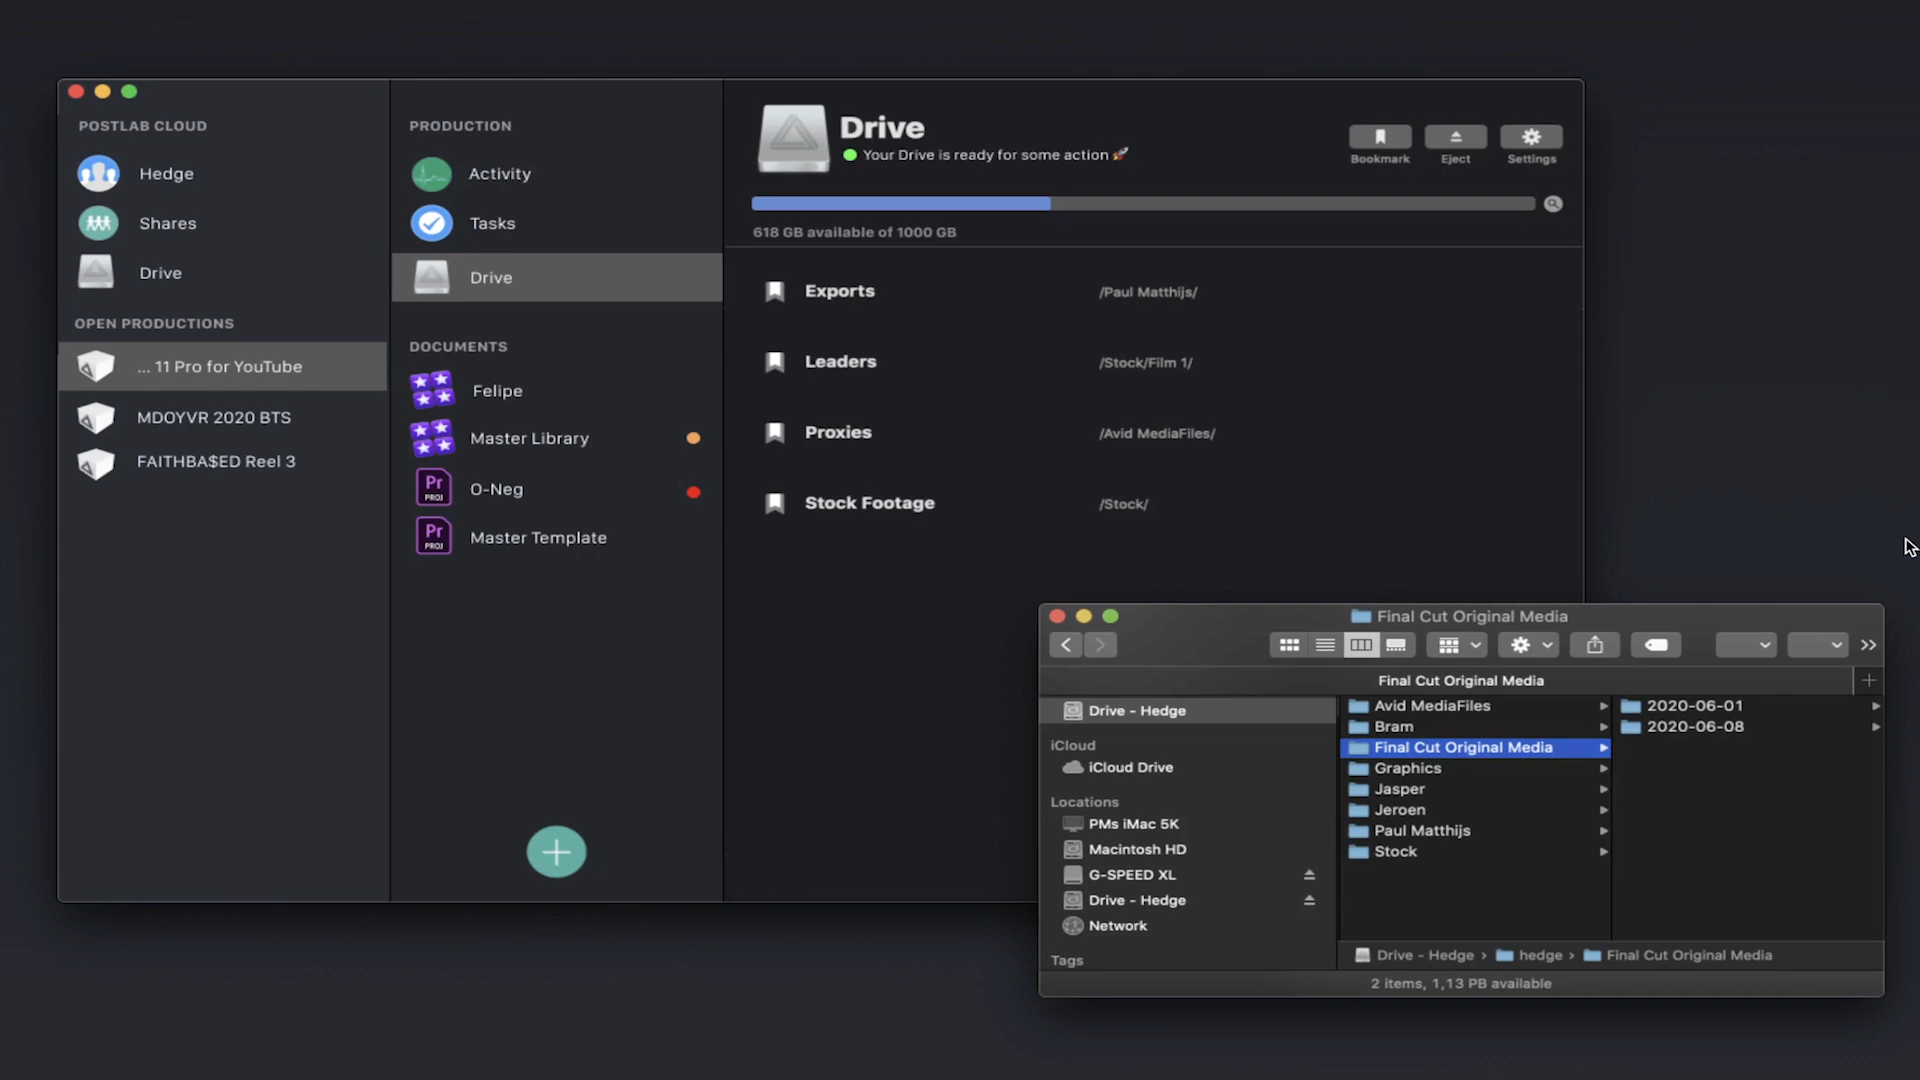 POSTLAB CLOUD
Hedge
Shares
Drive
OPEN PRODUCTIONS
... 11 Pro for YouTube
MDOYVR 2020 BTS
FAITHBA$ED Reel 3
PRODUCTION
Activity
Tasks
Drive
DOCUMENTS
Felipe
Master Library
Pr PROJ O-Neg
Pr PROJ Master Template
Drive
Your Drive is ready for some action 🚀
Bookmark
Eject
Settings
618 GB available of 1000 GB
Exports /Paul Matthijs/
Leaders /Stock/Film 1/
Proxies /Avid MediaFiles/
Stock Footage /Stock/
Final Cut Original Media
Final Cut Original Media
Drive - Hedge
iCloud
iCloud Drive
Locations
PMs iMac 5K
Macintosh HD
G-SPEED XL
Drive - Hedge
Network
Tags
Avid MediaFiles
Bram
Final Cut Original Media
Graphics
Jasper
Jeroen
Paul Matthijs
Stock
2020-06-01
2020-06-08
Drive - Hedge › hedge › Final Cut Original Media
2 items, 1,13 PB available